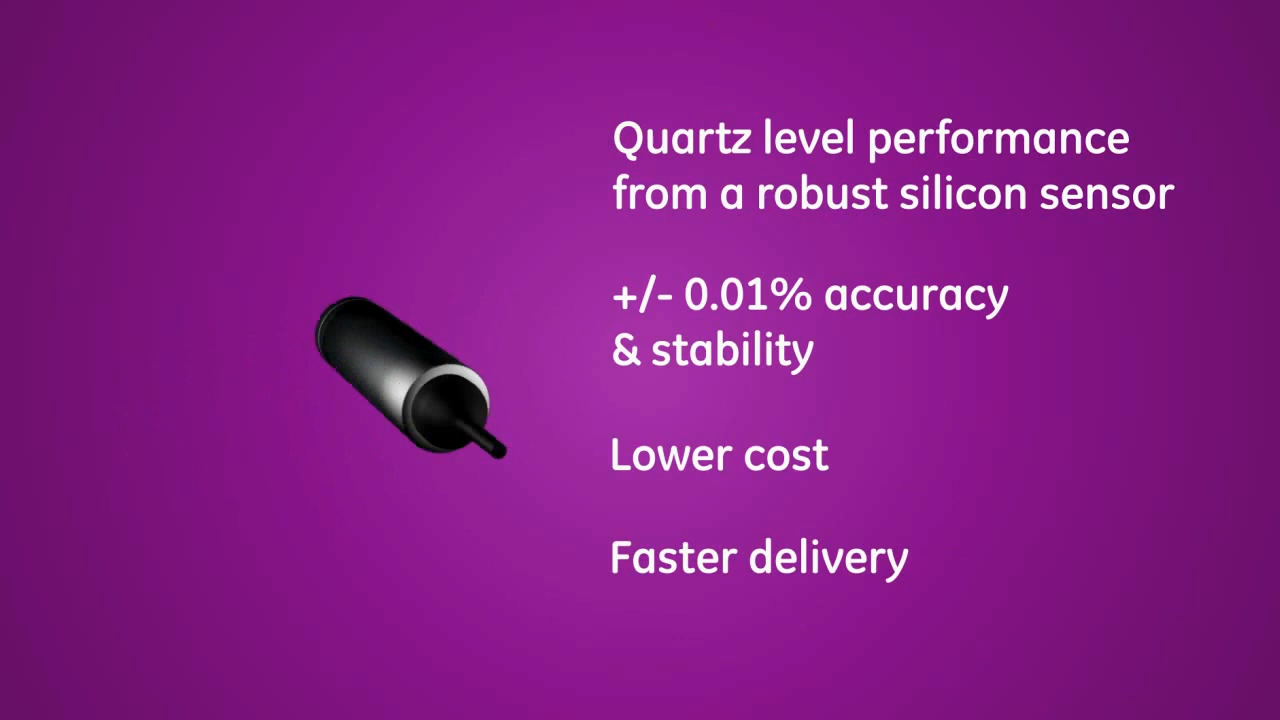 Quartz level performance
from a robust silicon sensor
+/- 0.01% accuracy
& stability
Lower cost
Faster delivery